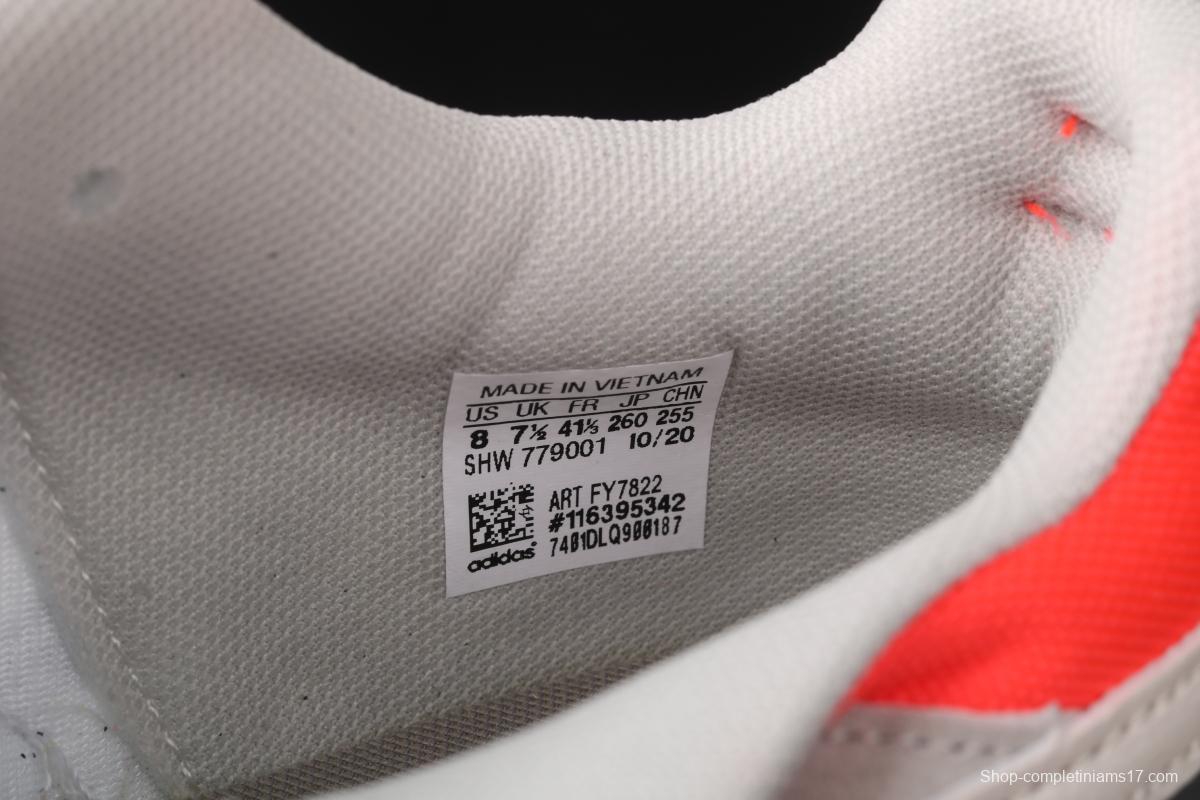 MADE IN VIETNAM
US UK FR JP CHN
8 7½ 41⅓ 260 255
SHW 779001 10/20
ART FY7822
#116395342
7401DLQ900187
adidas
Shop-completiniams17.com